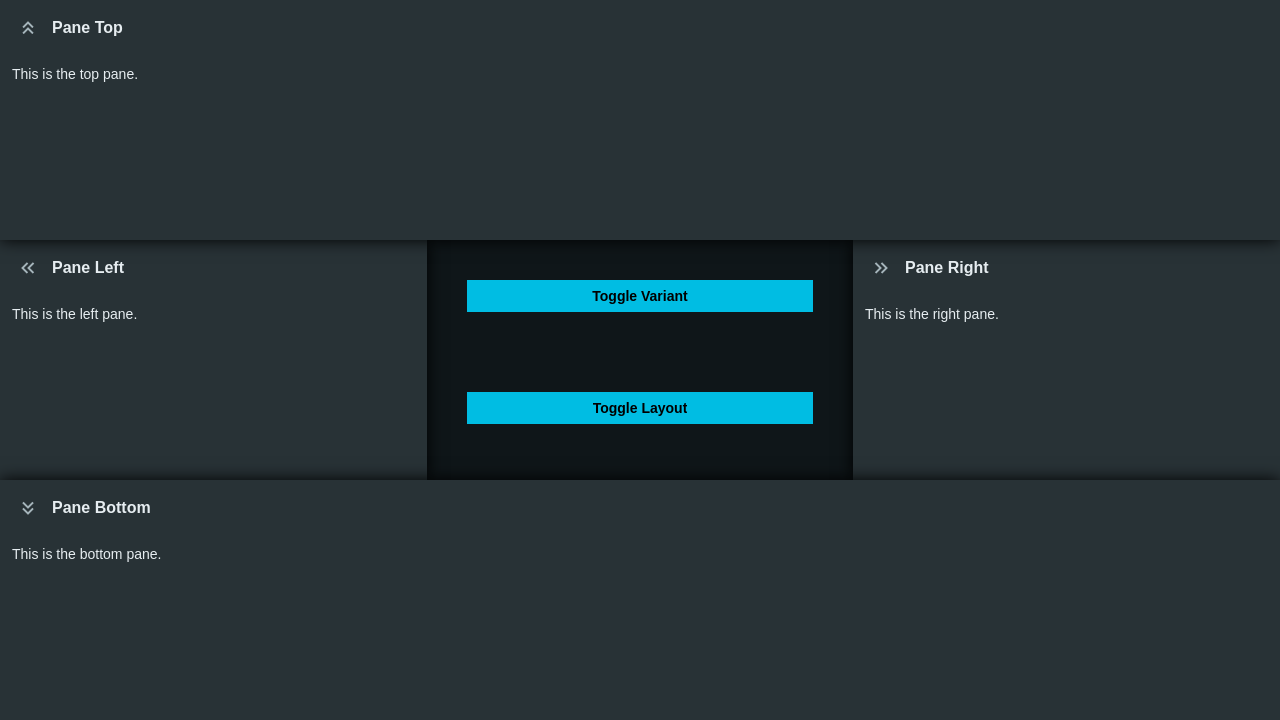 Pane Top
This is the top pane.
Pane Left
This is the left pane.
Toggle Variant
Toggle Layout
Pane Right
This is the right pane.
Pane Bottom
This is the bottom pane.